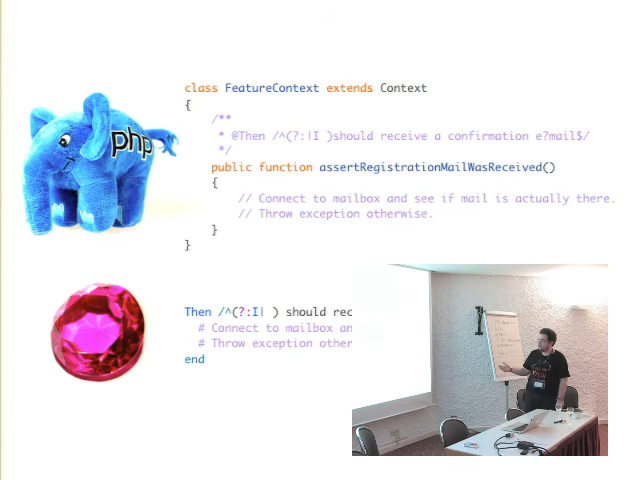 php
class FeatureContext extends Context
{
/**
* @Then /^(?:|I )should receive a confirmation e?mail$/
*/
public function assertRegistrationMailWasReceived()
{
// Connect to mailbox and see if mail is actually there.
// Throw exception otherwise.
}
}
Then /^(?:I| ) should rec
# Connect to mailbox an
# Throw exception other
end